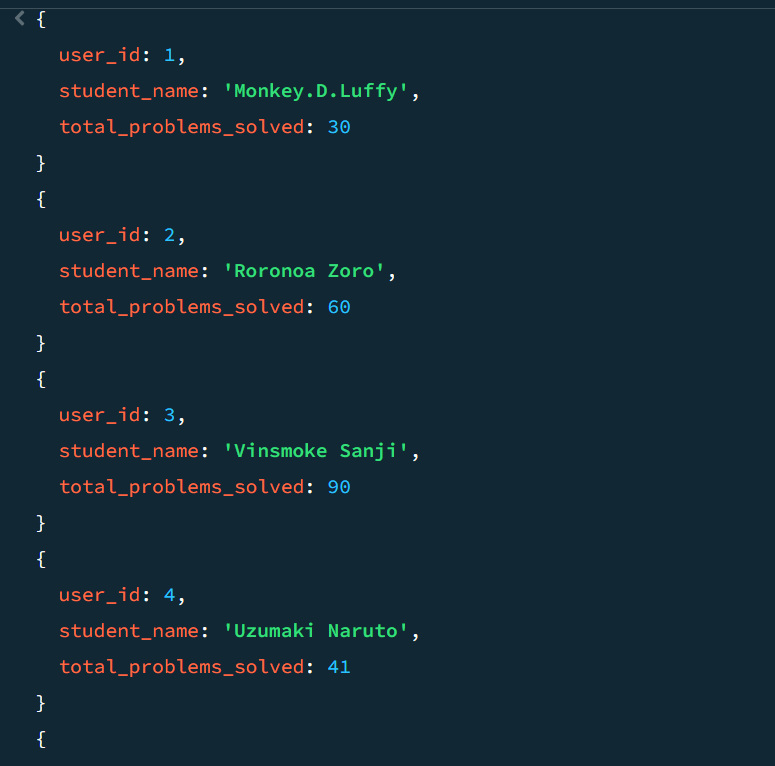 {
user_id: 1,
student_name: 'Monkey.D.Luffy',
total_problems_solved: 30
}
{
user_id: 2,
student_name: 'Roronoa Zoro',
total_problems_solved: 60
}
{
user_id: 3,
student_name: 'Vinsmoke Sanji',
total_problems_solved: 90
}
{
user_id: 4,
student_name: 'Uzumaki Naruto',
total_problems_solved: 41
}
{